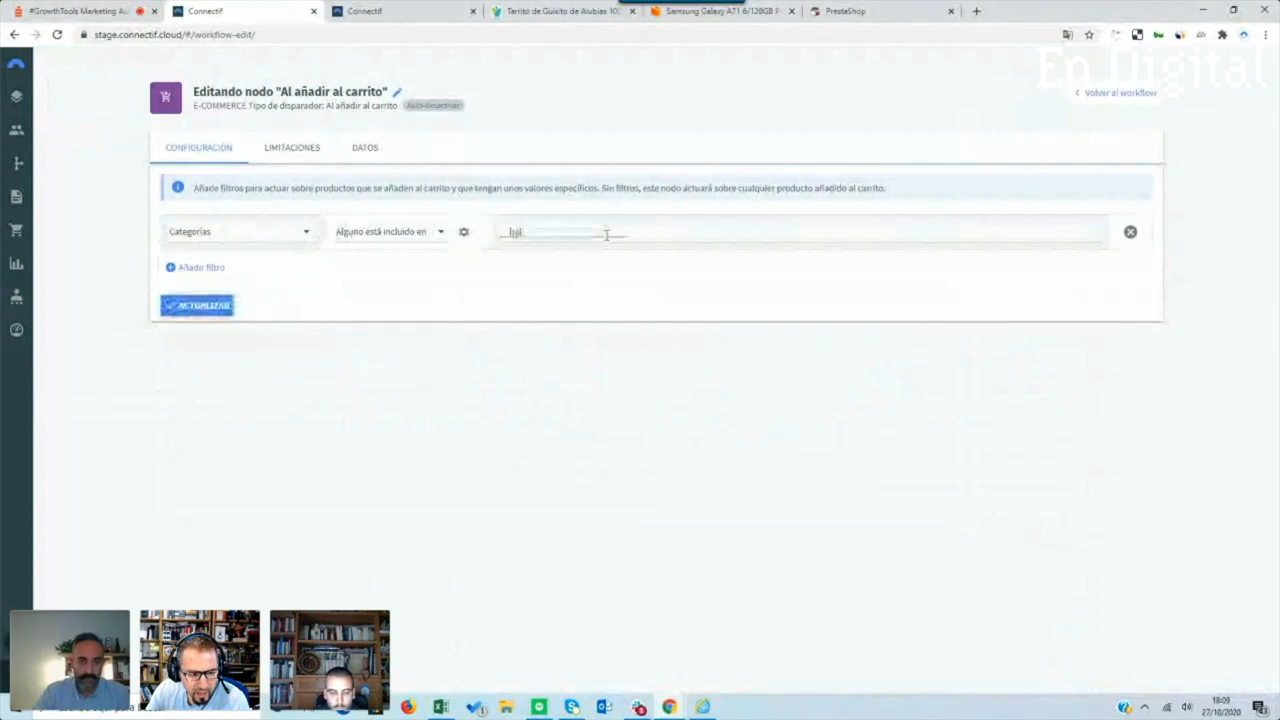 #GrowthTools Marketing Au
Connectif
Connectif
Tarrito de Guisito de Alubias 100
Samsung Galaxy A71 6/128GB P
PrestaShop
stage.connectif.cloud/#/workflow-edit/
En Digital
Editando nodo "Al añadir al carrito"
E-COMMERCE Tipo de disparador: Al añadir al carrito Auto-desactivar
Volver al workflow
CONFIGURACIÓN LIMITACIONES DATOS
Añade filtros para actuar sobre productos que se añaden al carrito y que tengan unos valores específicos. Sin filtros, este nodo actuará sobre cualquier producto añadido al carrito.
Categorías Alguno está incluido en
Añadir filtro
ACTUALIZAR
18:09
27/10/2020